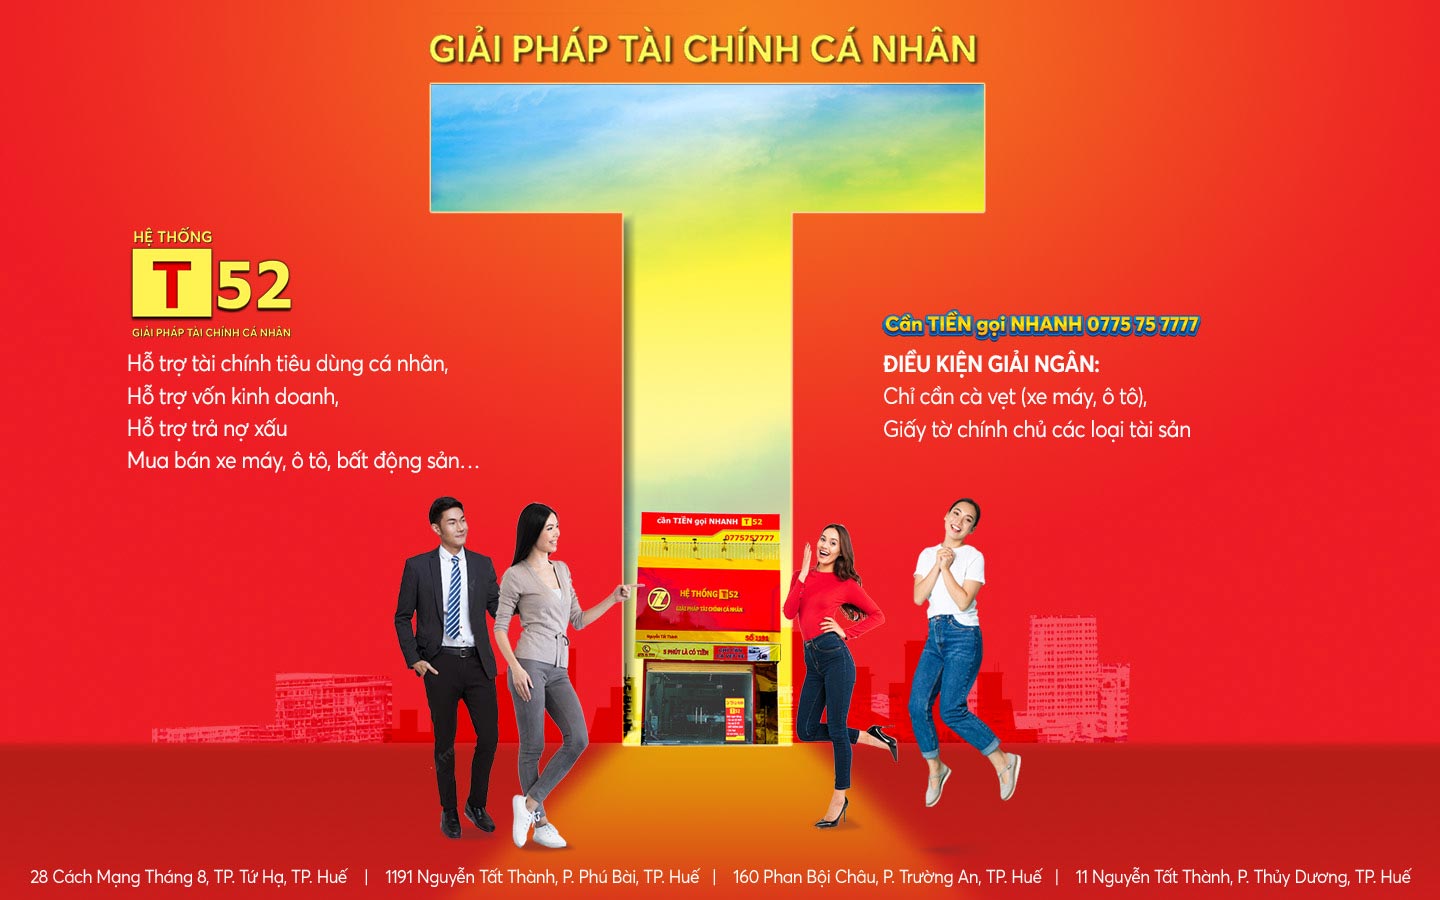 GIẢI PHÁP TÀI CHÍNH CÁ NHÂN
T
HỆ THỐNG
T52
GIẢI PHÁP TÀI CHÍNH CÁ NHÂN
Hỗ trợ tài chính tiêu dùng cá nhân,
Hỗ trợ vốn kinh doanh,
Hỗ trợ trả nợ xấu
Mua bán xe máy, ô tô, bất động sản...
Cần TIỀN gọi NHANH 0775 75 7777
ĐIỀU KIỆN GIẢI NGÂN:
Chỉ cần cà vẹt (xe máy, ô tô),
Giấy tờ chính chủ các loại tài sản
cần TIỀN gọi NHANH T52
0775757777
HỆ THỐNG T52
GIẢI PHÁP TÀI CHÍNH CÁ NHÂN
Nguyễn Tất Thành SỐ 1191
5 PHÚT LÀ CÓ TIỀN
28 Cách Mạng Tháng 8, TP. Tứ Hạ, TP. Huế | 1191 Nguyễn Tất Thành, P. Phú Bài, TP. Huế | 160 Phan Bội Châu, P. Trường An, TP. Huế | 11 Nguyễn Tất Thành, P. Thủy Dương, TP. Huế